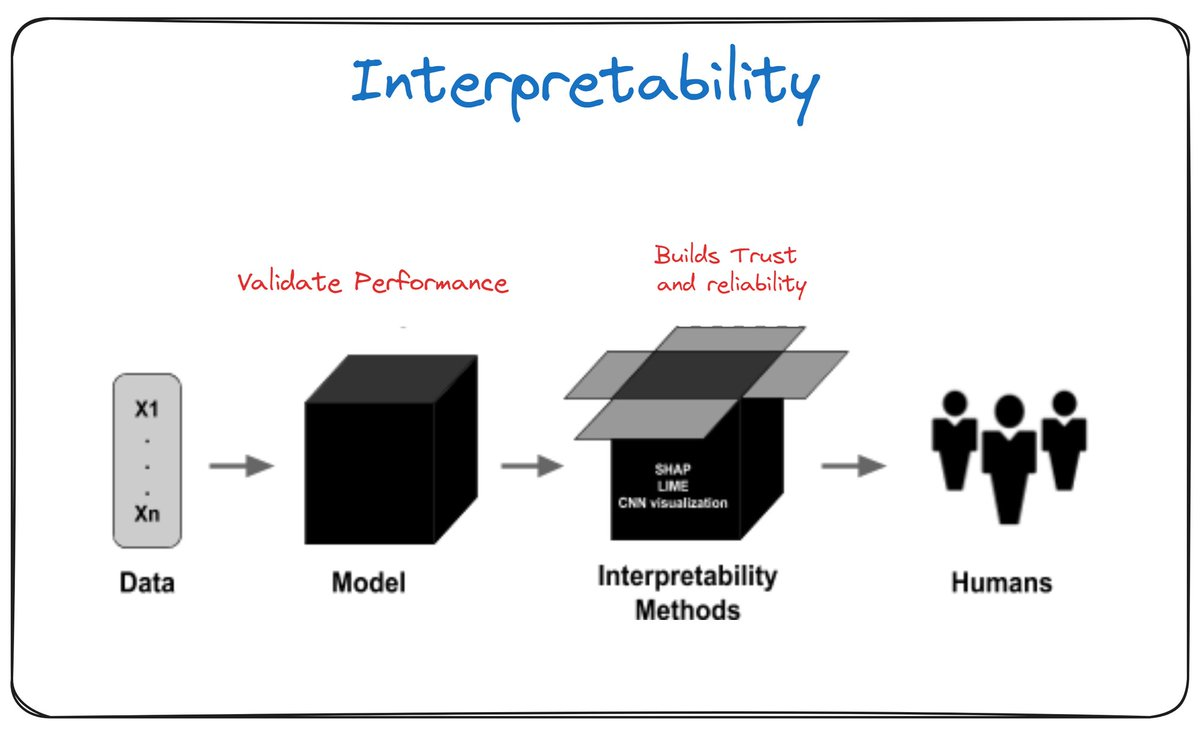 Interpretability
Validate Performance
Builds Trust
and reliability
X1
.
.
.
Xn
SHAP
LIME
CNN visualization
Data
Model
Interpretability
Methods
Humans